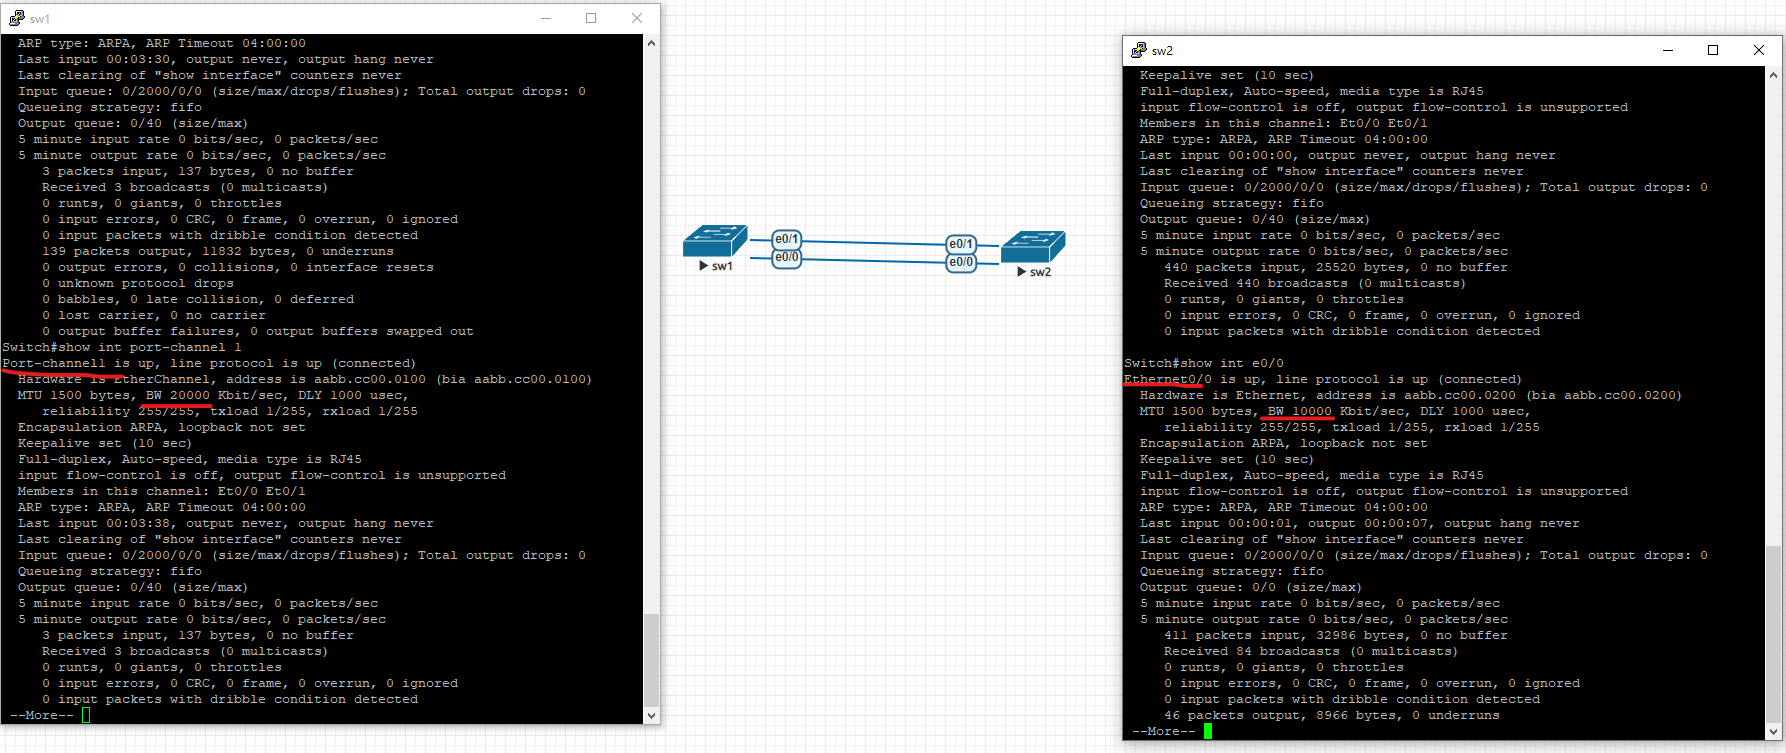 sw1
ARP type: ARPA, ARP Timeout 04:00:00
Last input 00:03:30, output never, output hang never
Last clearing of "show interface" counters never
Input queue: 0/2000/0/0 (size/max/drops/flushes); Total output drops: 0
Queueing strategy: fifo
Output queue: 0/40 (size/max)
5 minute input rate 0 bits/sec, 0 packets/sec
5 minute output rate 0 bits/sec, 0 packets/sec
3 packets input, 137 bytes, 0 no buffer
Received 3 broadcasts (0 multicasts)
0 runts, 0 giants, 0 throttles
0 input errors, 0 CRC, 0 frame, 0 overrun, 0 ignored
0 input packets with dribble condition detected
139 packets output, 11832 bytes, 0 underruns
0 output errors, 0 collisions, 0 interface resets
0 unknown protocol drops
0 babbles, 0 late collision, 0 deferred
0 lost carrier, 0 no carrier
0 output buffer failures, 0 output buffers swapped out
Switch#show int port-channel 1
Port-channel1 is up, line protocol is up (connected)
Hardware is EtherChannel, address is aabb.cc00.0100 (bia aabb.cc00.0100)
MTU 1500 bytes, BW 20000 Kbit/sec, DLY 1000 usec,
reliability 255/255, txload 1/255, rxload 1/255
Encapsulation ARPA, loopback not set
Keepalive set (10 sec)
Full-duplex, Auto-speed, media type is RJ45
input flow-control is off, output flow-control is unsupported
Members in this channel: Et0/0 Et0/1
ARP type: ARPA, ARP Timeout 04:00:00
Last input 00:03:38, output never, output hang never
Last clearing of "show interface" counters never
Input queue: 0/2000/0/0 (size/max/drops/flushes); Total output drops: 0
Queueing strategy: fifo
Output queue: 0/40 (size/max)
5 minute input rate 0 bits/sec, 0 packets/sec
5 minute output rate 0 bits/sec, 0 packets/sec
3 packets input, 137 bytes, 0 no buffer
Received 3 broadcasts (0 multicasts)
0 runts, 0 giants, 0 throttles
0 input errors, 0 CRC, 0 frame, 0 overrun, 0 ignored
0 input packets with dribble condition detected
--More--
e0/1
e0/0
sw1
e0/1
e0/0
sw2
sw2
Keepalive set (10 sec)
Full-duplex, Auto-speed, media type is RJ45
input flow-control is off, output flow-control is unsupported
Members in this channel: Et0/0 Et0/1
ARP type: ARPA, ARP Timeout 04:00:00
Last input 00:00:00, output never, output hang never
Last clearing of "show interface" counters never
Input queue: 0/2000/0/0 (size/max/drops/flushes); Total output drops: 0
Queueing strategy: fifo
Output queue: 0/40 (size/max)
5 minute input rate 0 bits/sec, 0 packets/sec
5 minute output rate 0 bits/sec, 0 packets/sec
440 packets input, 25520 bytes, 0 no buffer
Received 440 broadcasts (0 multicasts)
0 runts, 0 giants, 0 throttles
0 input errors, 0 CRC, 0 frame, 0 overrun, 0 ignored
0 input packets with dribble condition detected
Switch#show int e0/0
Ethernet0/0 is up, line protocol is up (connected)
Hardware is Ethernet, address is aabb.cc00.0200 (bia aabb.cc00.0200)
MTU 1500 bytes, BW 10000 Kbit/sec, DLY 1000 usec,
reliability 255/255, txload 1/255, rxload 1/255
Encapsulation ARPA, loopback not set
Keepalive set (10 sec)
Full-duplex, Auto-speed, media type is RJ45
input flow-control is off, output flow-control is unsupported
ARP type: ARPA, ARP Timeout 04:00:00
Last input 00:00:01, output 00:00:07, output hang never
Last clearing of "show interface" counters never
Input queue: 0/2000/0/0 (size/max/drops/flushes); Total output drops: 0
Queueing strategy: fifo
Output queue: 0/0 (size/max)
5 minute input rate 0 bits/sec, 0 packets/sec
5 minute output rate 0 bits/sec, 0 packets/sec
411 packets input, 32986 bytes, 0 no buffer
Received 84 broadcasts (0 multicasts)
0 runts, 0 giants, 0 throttles
0 input errors, 0 CRC, 0 frame, 0 overrun, 0 ignored
0 input packets with dribble condition detected
46 packets output, 8966 bytes, 0 underruns
--More--